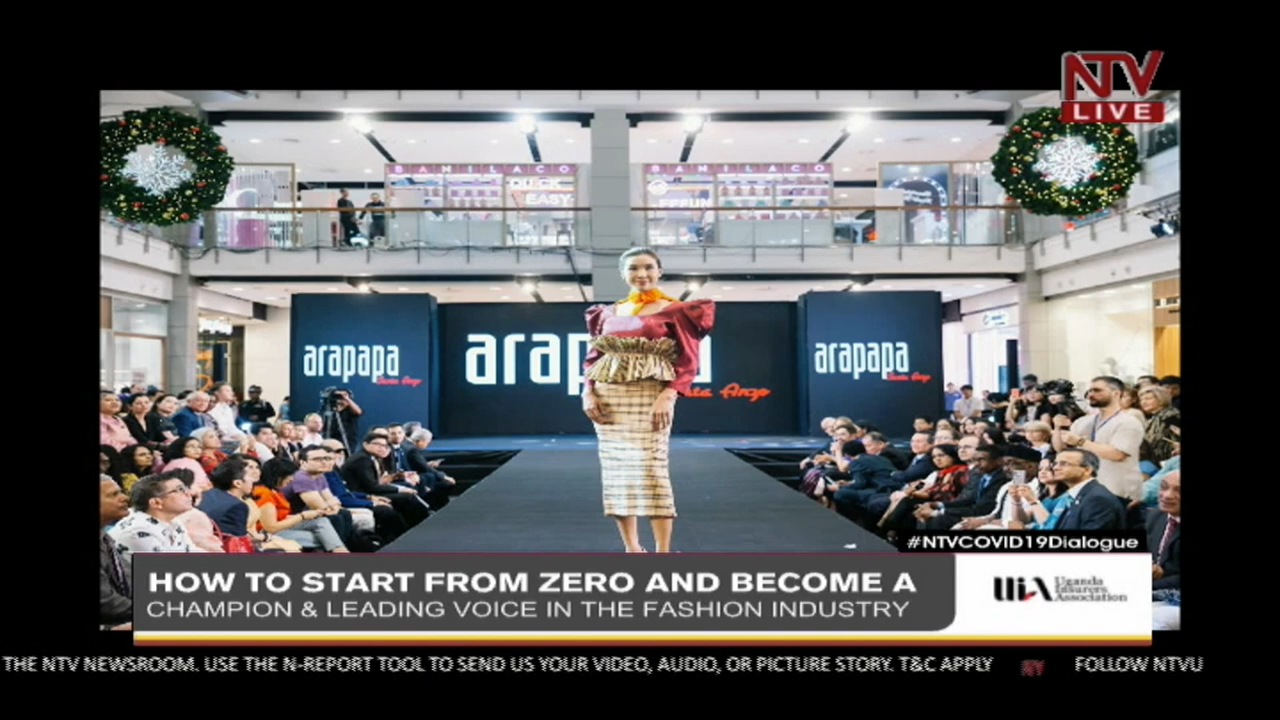 NTV
LIVE
BANILACO
BANILACO
QUICK
EASY
arapapa
arapapa
arap
#NTVCOVID19Dialogue
HOW TO START FROM ZERO AND BECOME A
CHAMPION & LEADING VOICE IN THE FASHION INDUSTRY
UIA
Uganda
Insurers
Association
THE NTV NEWSROOM. USE THE N-REPORT TOOL TO SEND US YOUR VIDEO, AUDIO, OR PICTURE STORY. T&C APPLY
FOLLOW NTVU